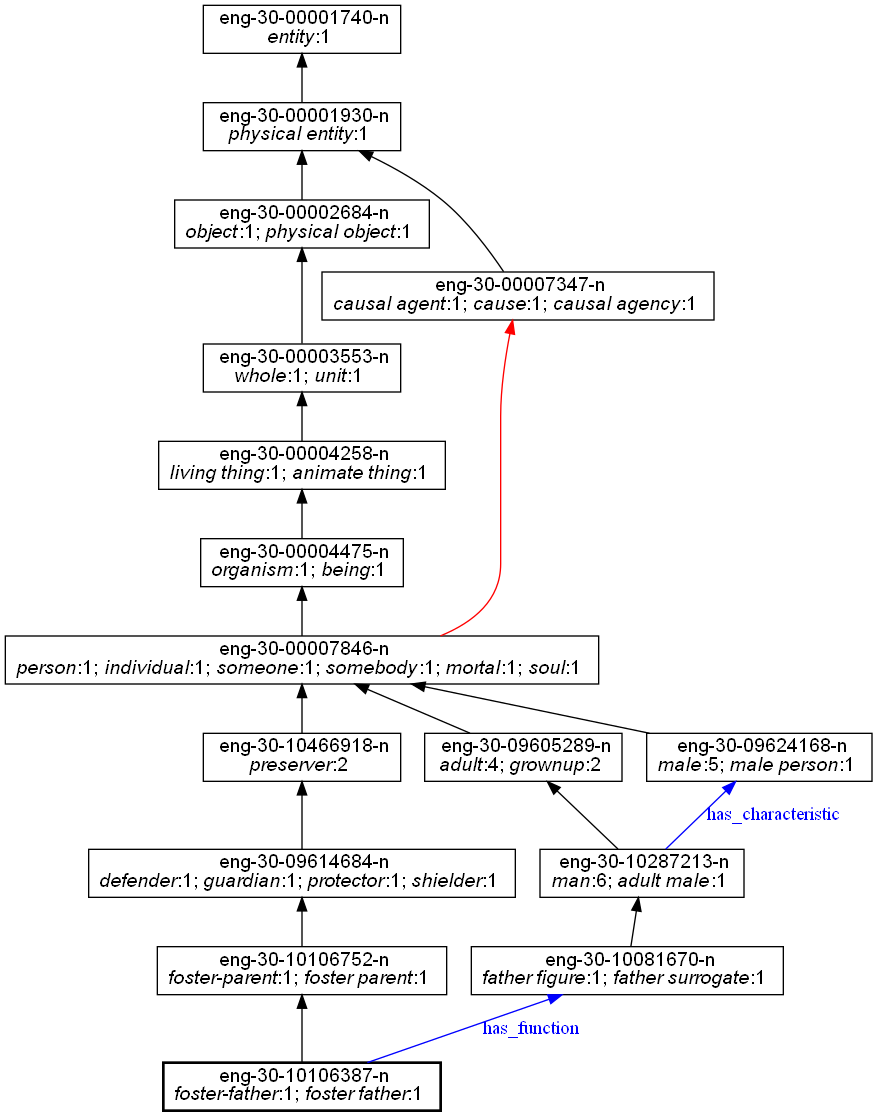 eng-30-00001740-n
entity:1
eng-30-00001930-n
physical entity:1
eng-30-00002684-n
object:1; physical object:1
eng-30-00007347-n
causal agent:1; cause:1; causal agency:1
eng-30-00003553-n
whole:1; unit:1
eng-30-00004258-n
living thing:1; animate thing:1
eng-30-00004475-n
organism:1; being:1
eng-30-00007846-n
person:1; individual:1; someone:1; somebody:1; mortal:1; soul:1
eng-30-10466918-n
preserver:2
eng-30-09605289-n
adult:4; grownup:2
eng-30-09624168-n
male:5; male person:1
has_characteristic
eng-30-09614684-n
defender:1; guardian:1; protector:1; shielder:1
eng-30-10287213-n
man:6; adult male:1
eng-30-10106752-n
foster-parent:1; foster parent:1
eng-30-10081670-n
father figure:1; father surrogate:1
has_function
eng-30-10106387-n
foster-father:1; foster father:1